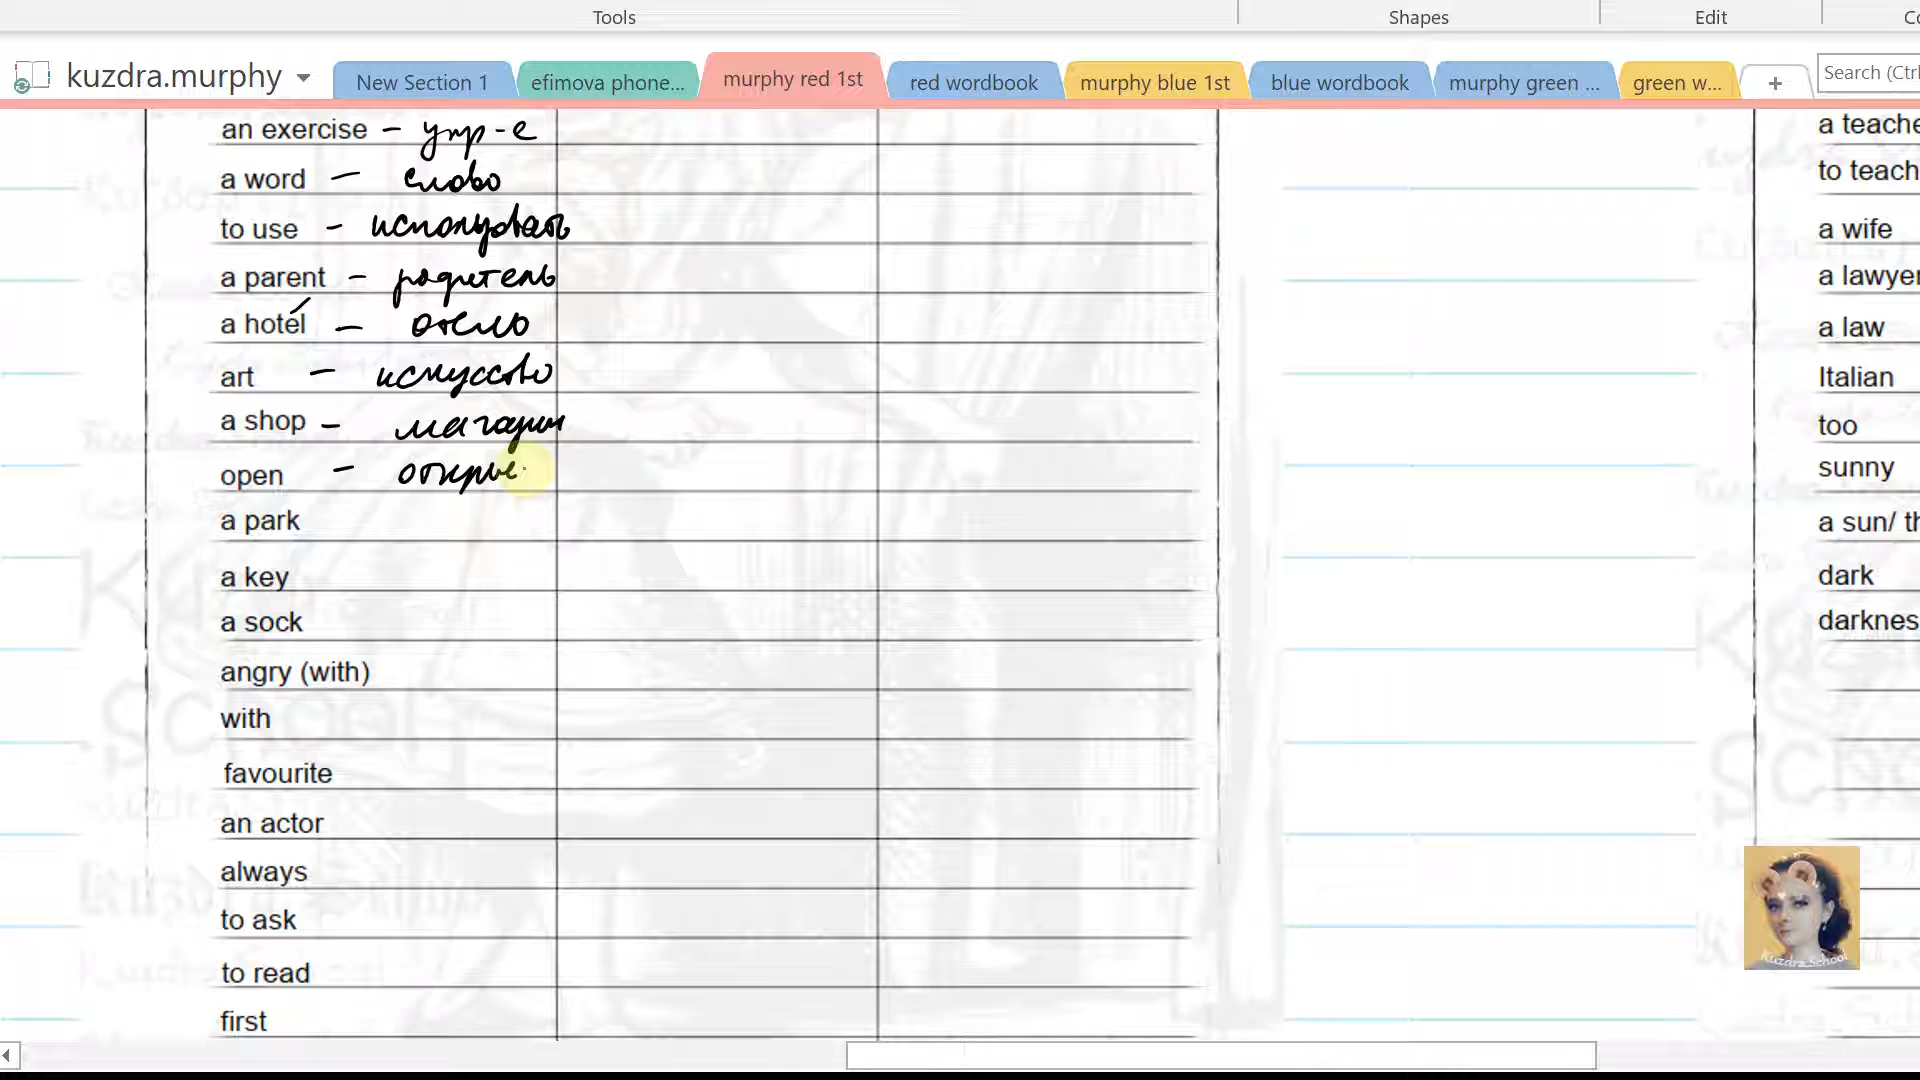 Tools Shapes Edit
kuzdra.murphy New Section 1 efimova phone... murphy red 1st red wordbook murphy blue 1st blue wordbook murphy green ... green w... + Search (Ctrl
an exercise – упр-е
a word – слово
to use – использовать
a parent – родитель
a hotel – отель
art – искусство
a shop – магазин
open – откры
a park
a key
a sock
angry (with)
with
favourite
an actor
always
to ask
to read
first
a teache
to teach
a wife
a lawyer
a law
Italian
too
sunny
a sun/ th
dark
darknes
Kuzdra.School